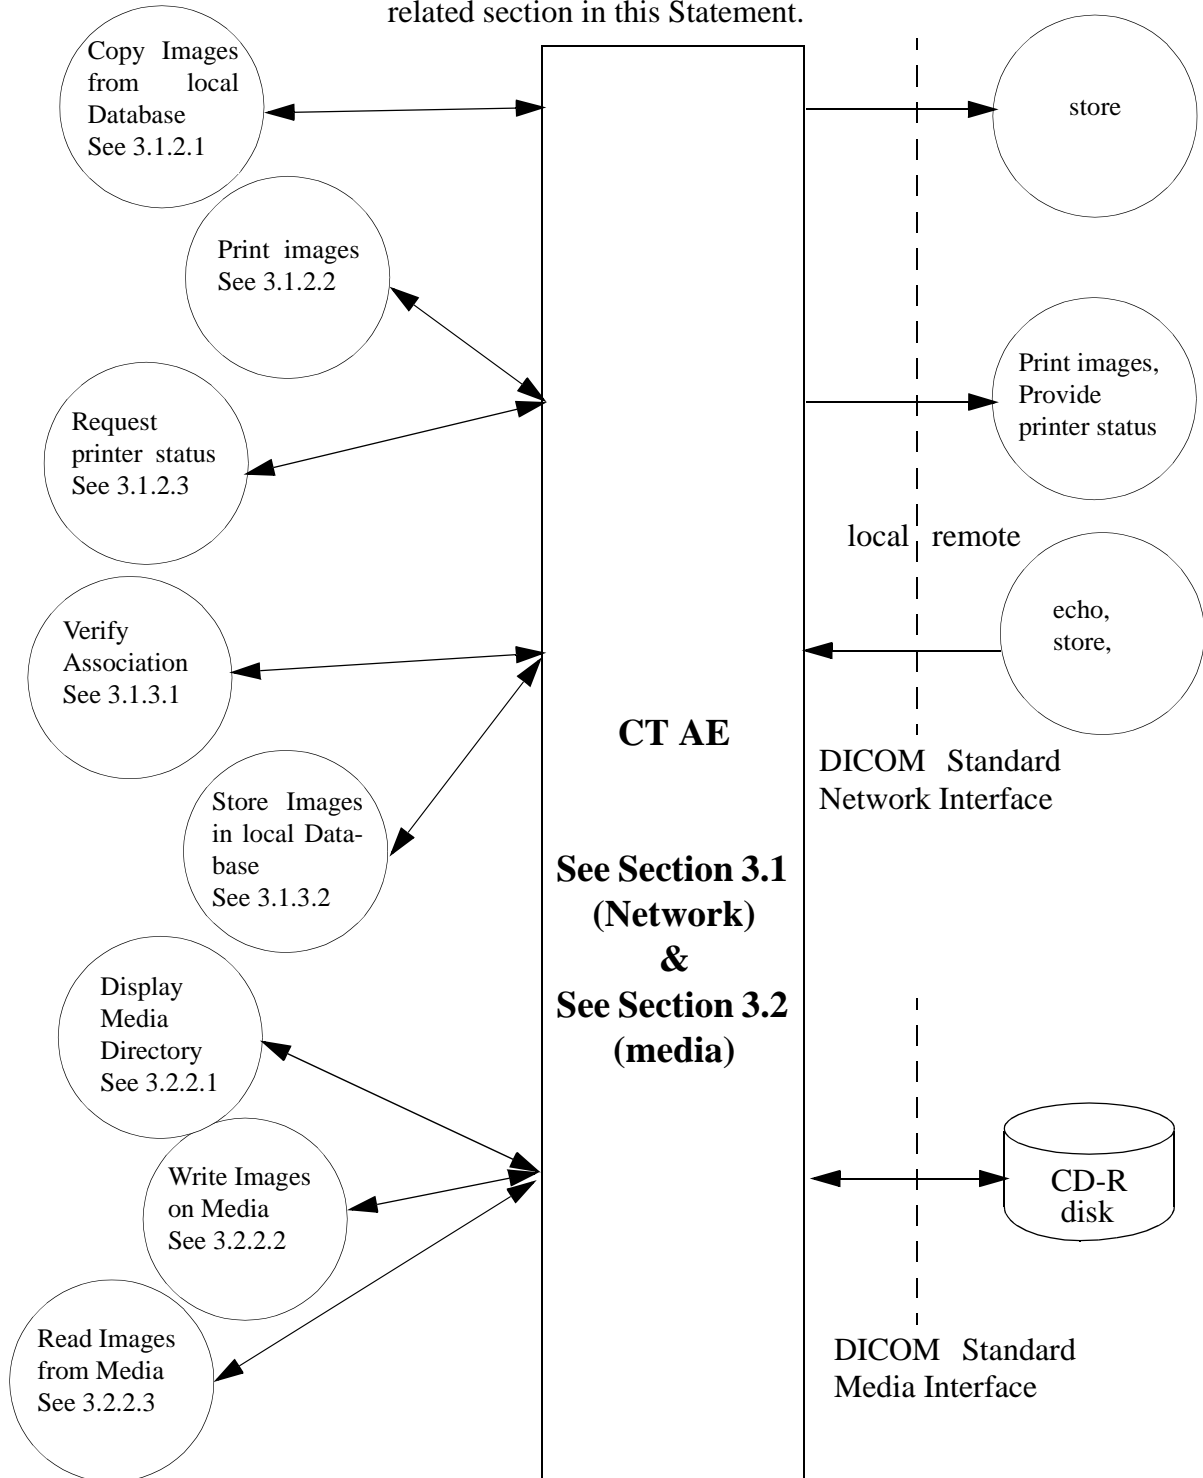 related section in this Statement.
Copy Images
from local
Database
See 3.1.2.1
store
Print images
See 3.1.2.2
Print images,
Provide
printer status
Request
printer status
See 3.1.2.3
local remote
echo,
store,
Verify
Association
See 3.1.3.1
CT AE
DICOM Standard
Network Interface
Store Images
in local Data-
base
See 3.1.3.2
See Section 3.1
(Network)
&
See Section 3.2
(media)
Display
Media
Directory
See 3.2.2.1
Write Images
on Media
See 3.2.2.2
CD-R
disk
Read Images
from Media
See 3.2.2.3
DICOM Standard
Media Interface